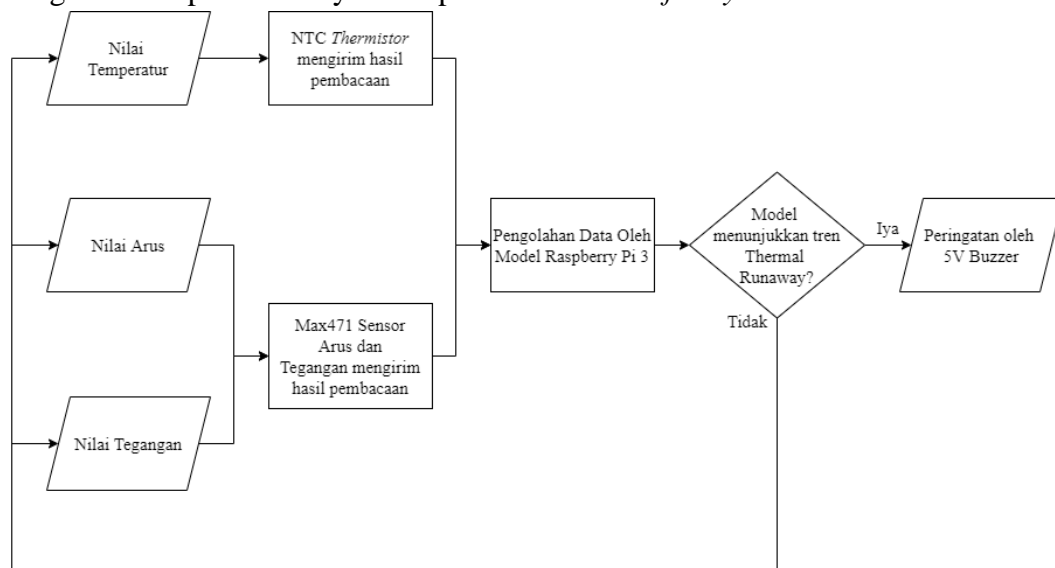 Nilai
Temperatur
NTC Thermistor
mengirim hasil
pembacaan
Nilai Arus
Max471 Sensor
Arus dan
Tegangan mengirim
hasil pembacaan
Nilai Tegangan
Pengolahan Data Oleh
Model Raspberry Pi 3
Model
menunjukkan tren
Thermal
Runaway?
Iya
Tidak
Peringatan oleh
5V Buzzer